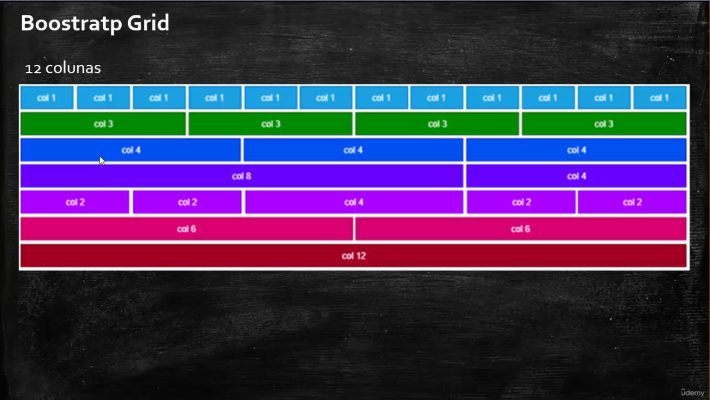 Boostratp Grid
12 colunas
col 1 col 1 col 1 col 1 col 1 col 1 col 1 col 1 col 1 col 1 col 1 col 1
col 3 col 3 col 3 col 3
col 4 col 4 col 4
col 8 col 4
col 2 col 2 col 4 col 2 col 2
col 6 col 6
col 12
ûdemy